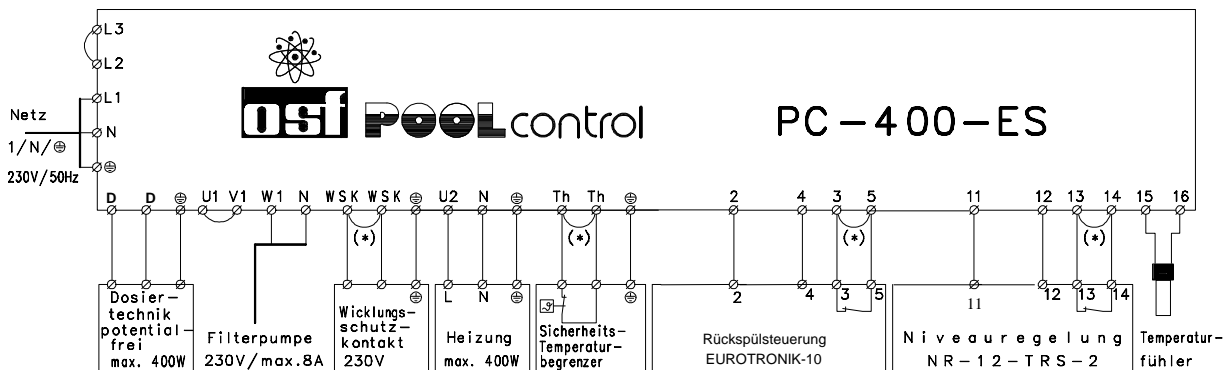 L3
L2
L1
Netz
N
1/N/⏚
⏚
230V/50Hz
osf POOLcontrol
PC-400-ES
D D ⏚ U1 V1 W1 N WSK WSK ⏚ U2 N ⏚ Th Th ⏚ 2 4 3 5 11 12 13 14 15 16
(*) (*) (*) (*)
⏚ L N ⏚ ⏚ 2 4 3 5 11 12 13 14
ϑ
Dosier-
technik
potential-
frei
max. 400W
Filterpumpe
230V/max.8A
Wicklungs-
schutz-
kontakt
230V
Heizung
max. 400W
Sicherheits-
Temperatur-
begrenzer
Rückspülsteuerung
EUROTRONIK-10
Niveauregelung
NR-12-TRS-2
Temperatur-
fühler